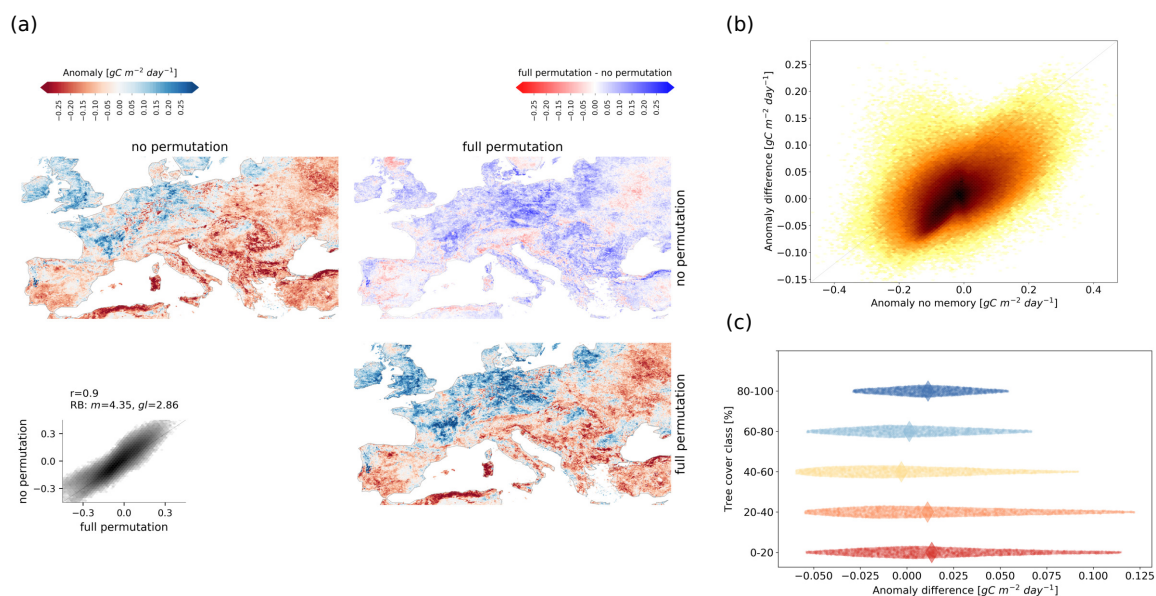 (a)
Anomaly [gC m⁻² day⁻¹]
−0.25 −0.20 −0.15 −0.10 −0.05 0.00 0.05 0.10 0.15 0.20 0.25
full permutation - no permutation
−0.25 −0.20 −0.15 −0.10 −0.05 0.00 0.05 0.10 0.15 0.20 0.25
no permutation
full permutation
no permutation
full permutation
r=0.9
RB: m=4.35, gl=2.86
no permutation
0.3
0.0
−0.3
−0.3 0.0 0.3
full permutation
(b)
Anomaly difference [gC m⁻² day⁻¹]
0.25
0.20
0.15
0.10
0.05
0.00
−0.05
−0.10
−0.15
−0.4 −0.2 0.0 0.2 0.4
Anomaly no memory [gC m⁻² day⁻¹]
(c)
Tree cover class [%]
80-100
60-80
40-60
20-40
0-20
−0.050 −0.025 0.000 0.025 0.050 0.075 0.100 0.125
Anomaly difference [gC m⁻² day⁻¹]